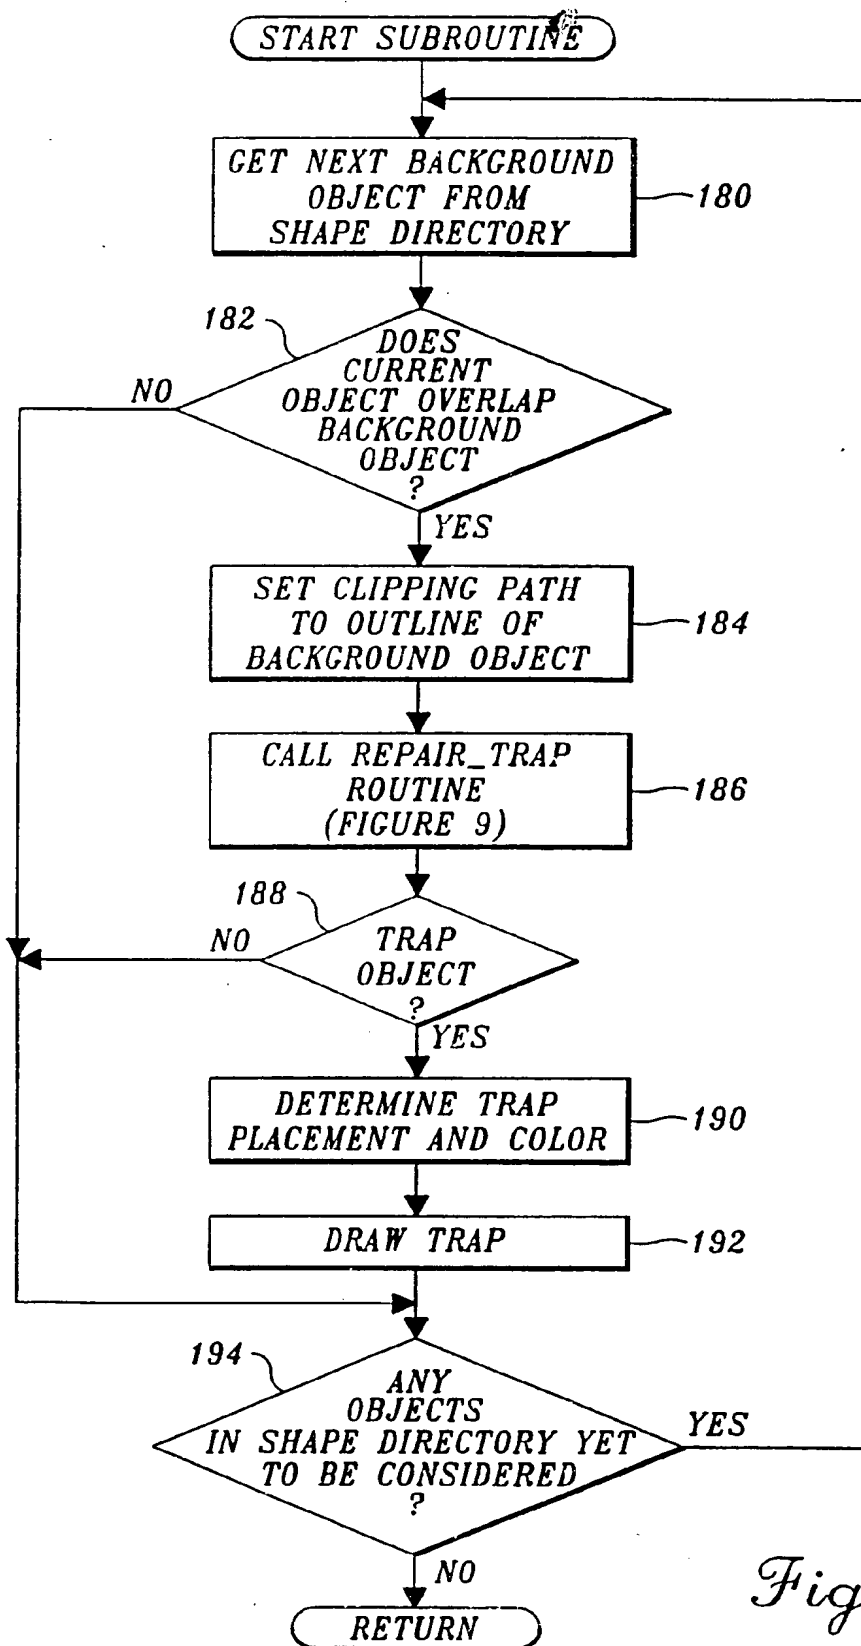 START SUBROUTINE
GET NEXT BACKGROUND
OBJECT FROM
SHAPE DIRECTORY
180
182
DOES
CURRENT
OBJECT OVERLAP
BACKGROUND
OBJECT
?
NO
YES
SET CLIPPING PATH
TO OUTLINE OF
BACKGROUND OBJECT
184
CALL REPAIR_TRAP
ROUTINE
(FIGURE 9)
186
188
TRAP
OBJECT
?
NO
YES
DETERMINE TRAP
PLACEMENT AND COLOR
190
DRAW TRAP
192
194
ANY
OBJECTS
IN SHAPE DIRECTORY YET
TO BE CONSIDERED
?
YES
NO
RETURN
Fig